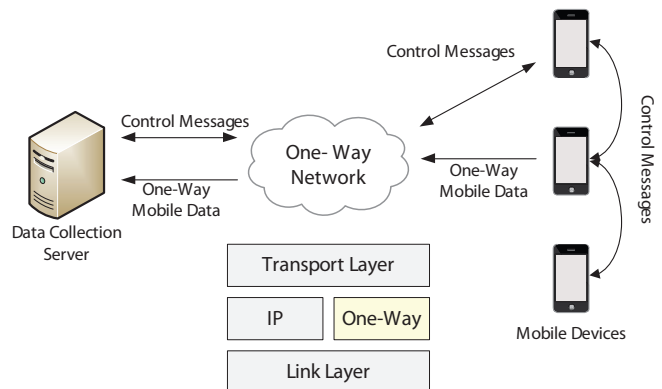 Control Messages
Control Messages
One- Way
Network
One-Way
Mobile Data
One-Way
Mobile Data
Control Messages
Data Collection
Server
Transport Layer
IP
One-Way
Link Layer
Mobile Devices